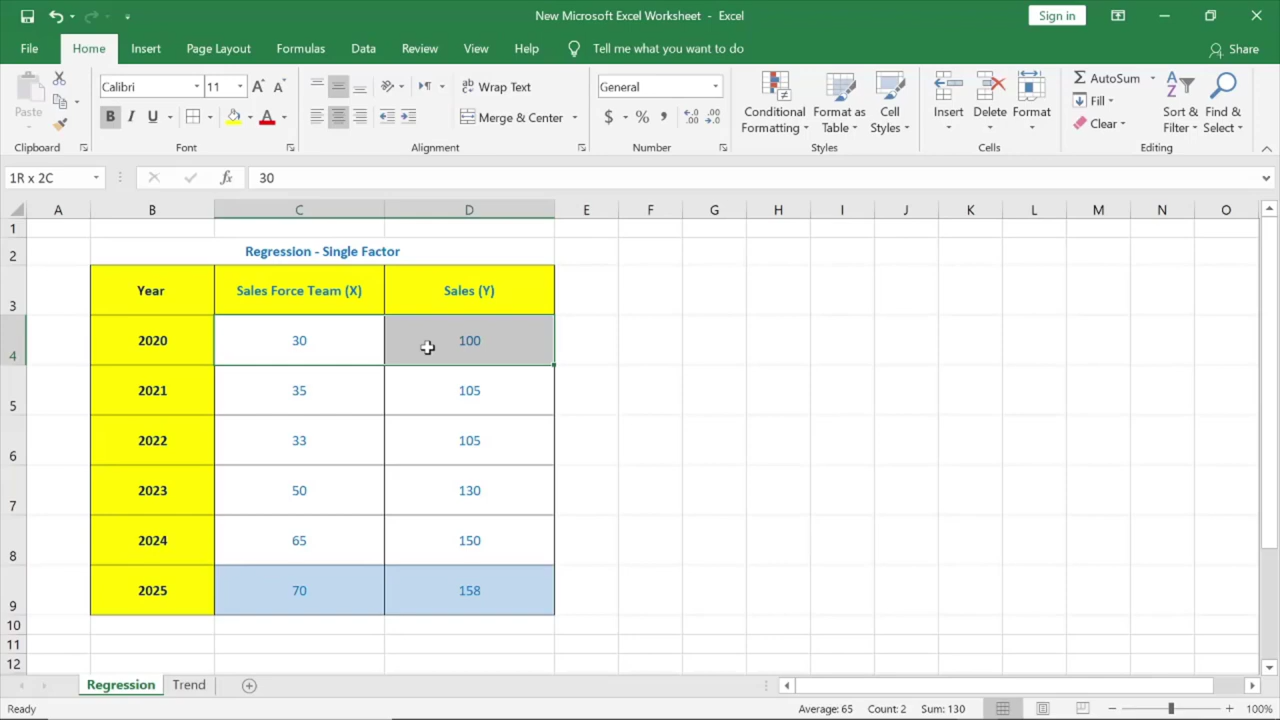 New Microsoft Excel Worksheet - Excel
Sign in
File Home Insert Page Layout Formulas Data Review View Help Tell me what you want to do Share
Paste
Calibri 11
B I U
Wrap Text
Merge & Center
General
$ % ,
Conditional Formatting
Format as Table
Cell Styles
Insert Delete Format
AutoSum
Fill
Clear
Sort & Filter
Find & Select
Clipboard Font Alignment Number Styles Cells Editing
1R x 2C fx 30
A B C D E F G H I J K L M N O
1
2 Regression - Single Factor
3 Year Sales Force Team (X) Sales (Y)
4 2020 30 100
5 2021 35 105
6 2022 33 105
7 2023 50 130
8 2024 65 150
9 2025 70 158
10
11
12
Regression Trend
Ready Average: 65 Count: 2 Sum: 130 100%